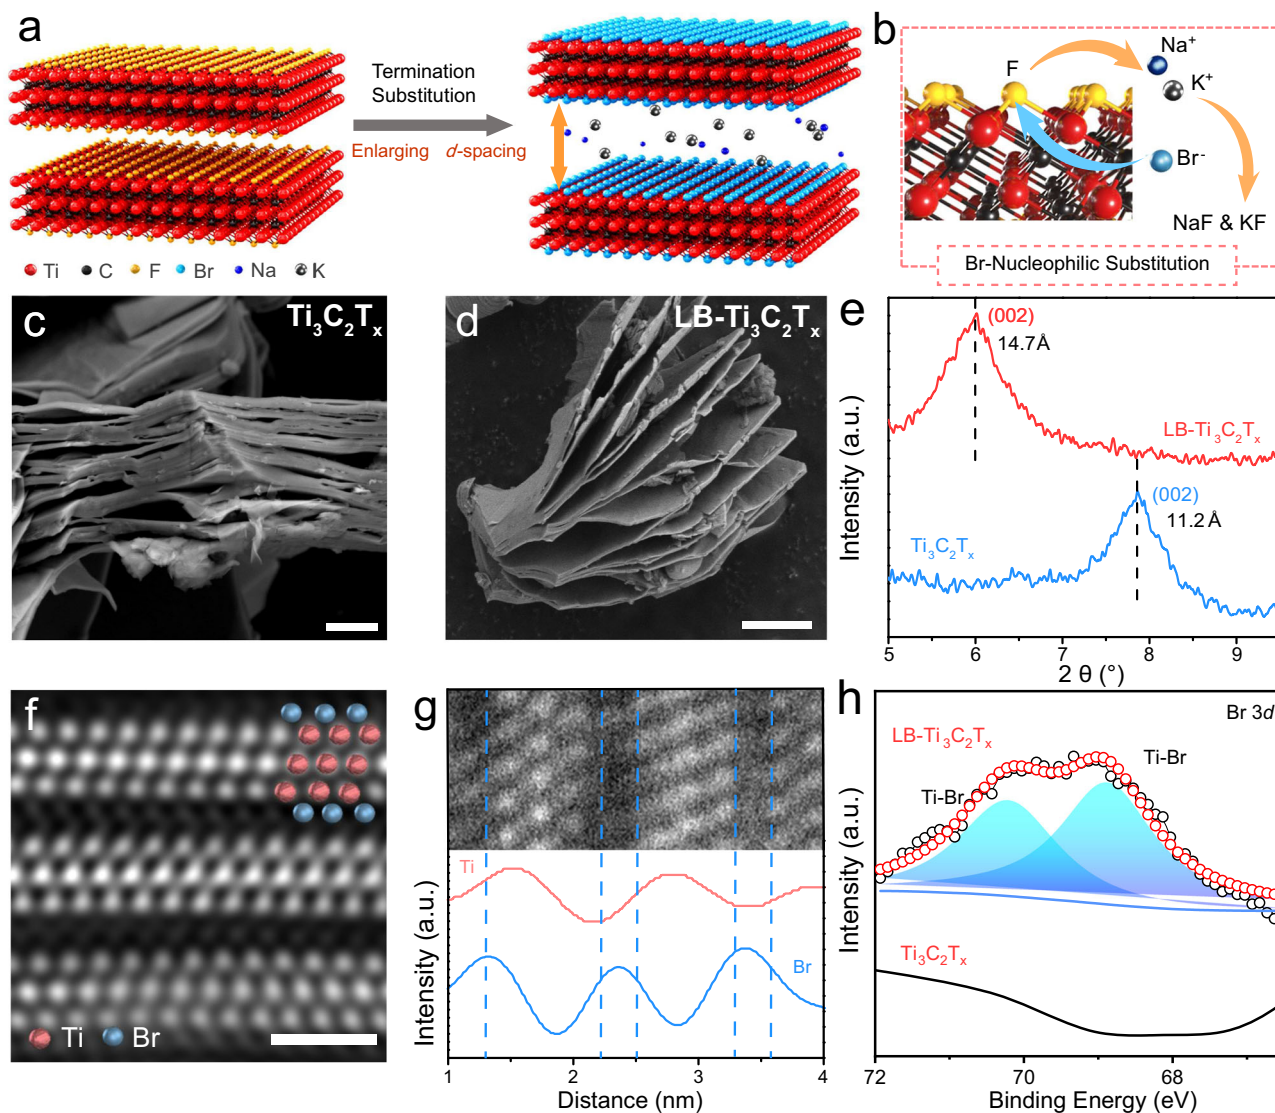 a
Termination
Substitution
Enlarging d-spacing
Ti C F Br Na K
b
F
Na⁺
K⁺
Br⁻
NaF & KF
Br-Nucleophilic Substitution
c
Ti₃C₂Tₓ
d
LB-Ti₃C₂Tₓ
e
(002)
14.7Å
LB-Ti₃C₂Tₓ
(002)
11.2Å
Ti₃C₂Tₓ
Intensity (a.u.)
5 6 7 8 9
2 θ (°)
f
Ti Br
g
Ti
Br
Intensity (a.u.)
1 2 3 4
Distance (nm)
h
Br 3d
LB-Ti₃C₂Tₓ
Ti-Br
Ti-Br
Ti₃C₂Tₓ
Intensity (a.u.)
72 70 68
Binding Energy (eV)